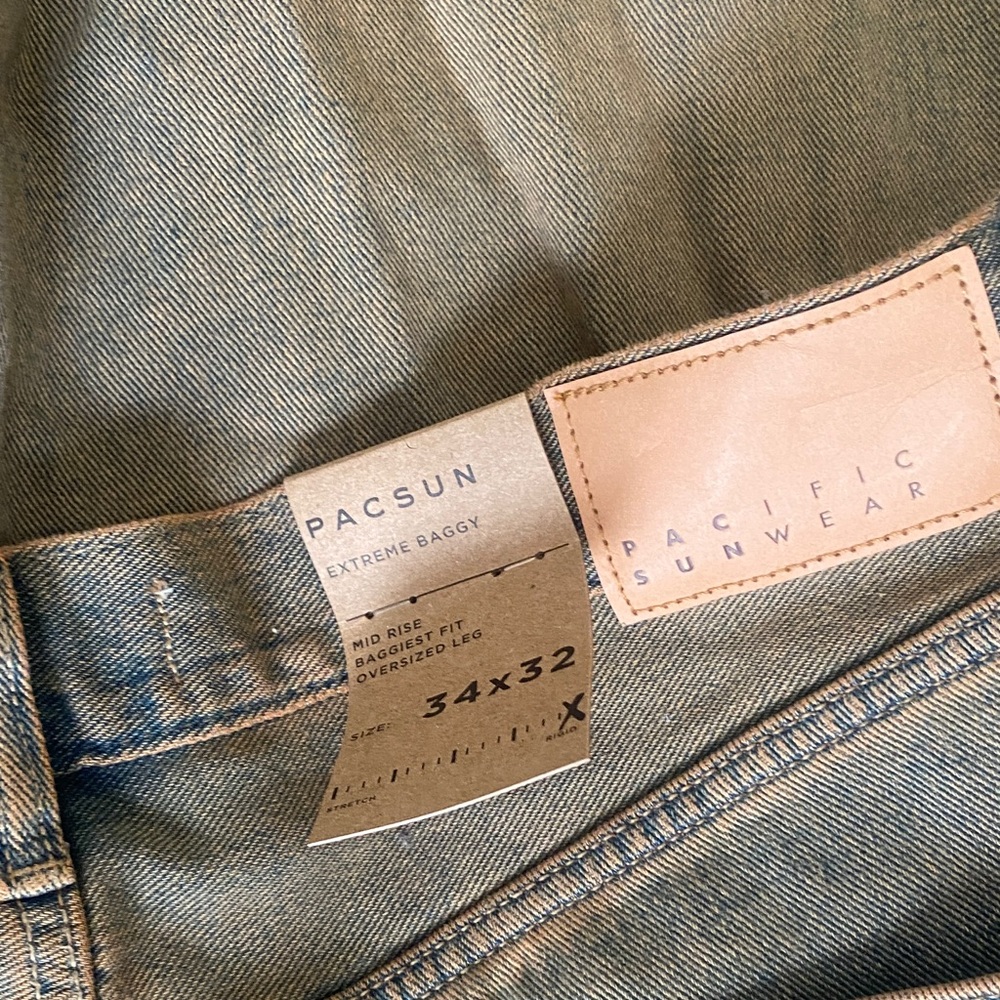 PACSUN
EXTREME BAGGY
MID RISE
BAGGIEST FIT
OVERSIZED LEG
SIZE: 34x32
X
STRETCH RIGID
PACIFIC
SUNWEAR